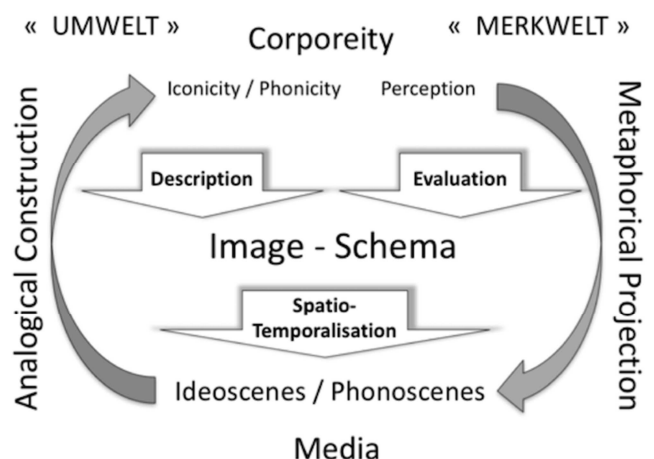 « UMWELT »
« MERKWELT »
Corporeity
Iconicity / Phonicity
Perception
Analogical Construction
Metaphorical Projection
Description
Evaluation
Image - Schema
Spatio-
Temporalisation
Ideoscenes / Phonoscenes
Media